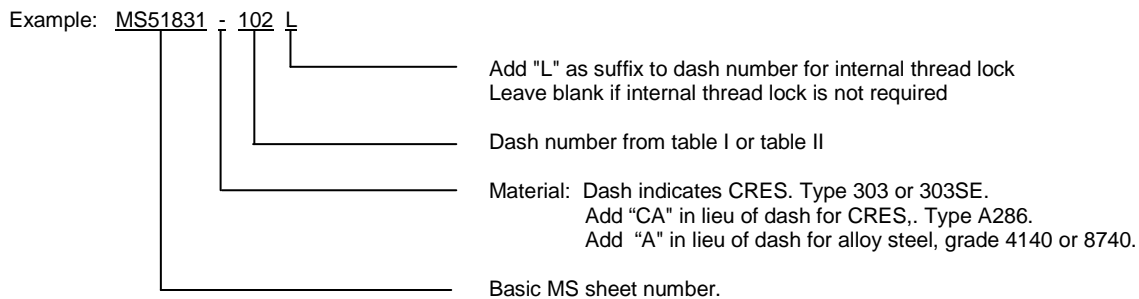 Example: MS51831 - 102 L
Add "L" as suffix to dash number for internal thread lock
Leave blank if internal thread lock is not required
Dash number from table I or table II
Material: Dash indicates CRES. Type 303 or 303SE.
Add “CA" in lieu of dash for CRES,. Type A286.
Add “A" in lieu of dash for alloy steel, grade 4140 or 8740.
Basic MS sheet number.